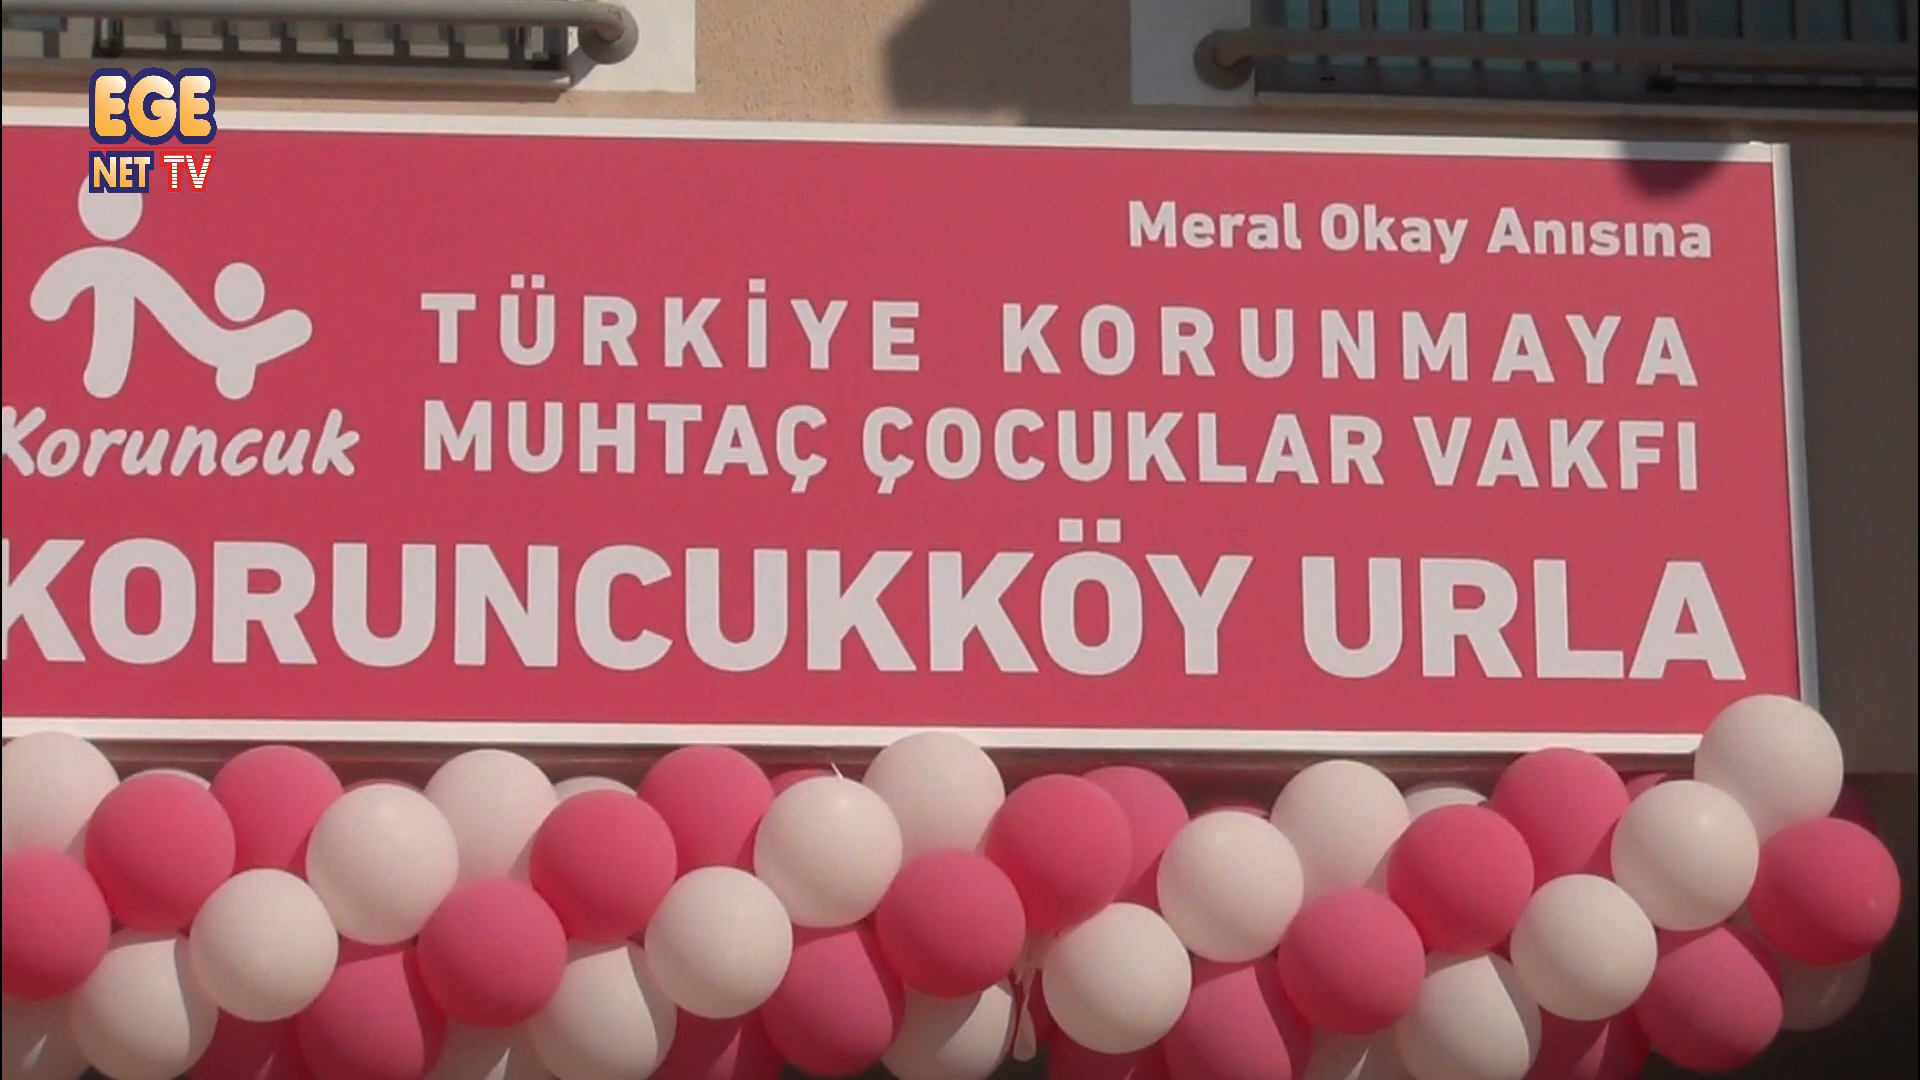 EGE
NET TV
Meral Okay Anısına
TÜRKİYE KORUNMAYA
MUHTAÇ ÇOCUKLAR VAKFI
Koruncuk
KORUNCUKKÖY URLA